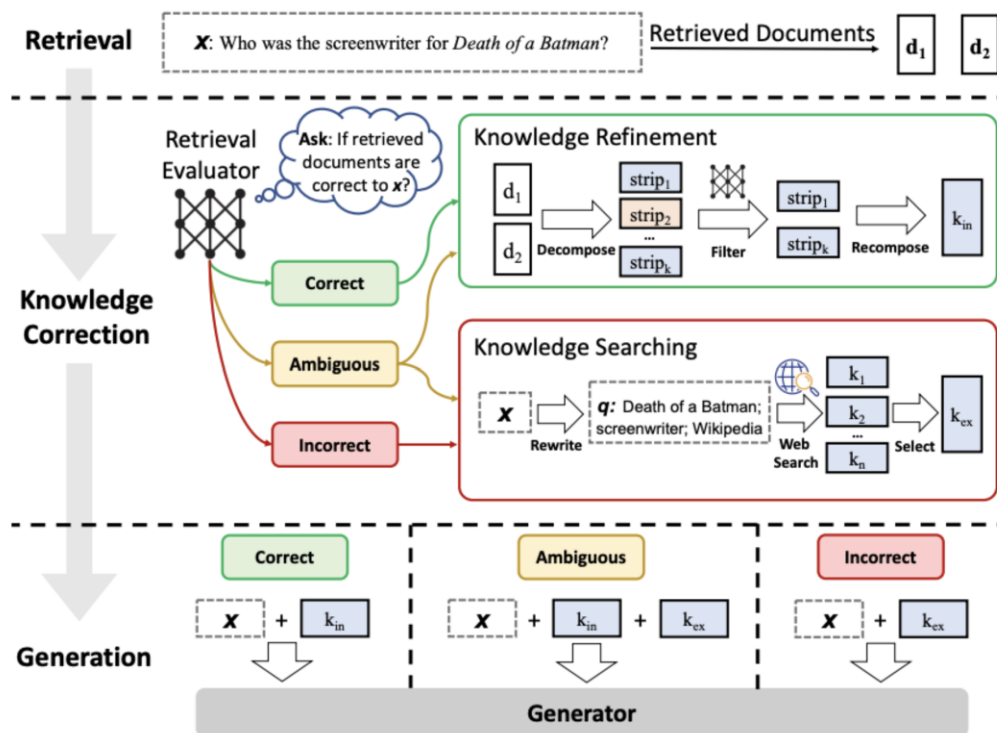 Retrieval
x: Who was the screenwriter for Death of a Batman?
Retrieved Documents
d1
d2
Retrieval
Evaluator
Ask: If retrieved
documents are
correct to x?
Knowledge
Correction
Correct
Ambiguous
Incorrect
Knowledge Refinement
d1
d2
Decompose
strip1
strip2
...
stripk
Filter
strip1
stripk
Recompose
kin
Knowledge Searching
x
Rewrite
q: Death of a Batman;
screenwriter; Wikipedia
Web
Search
k1
k2
...
kn
Select
kex
Generation
Correct
x + kin
Ambiguous
x + kin + kex
Incorrect
x + kex
Generator